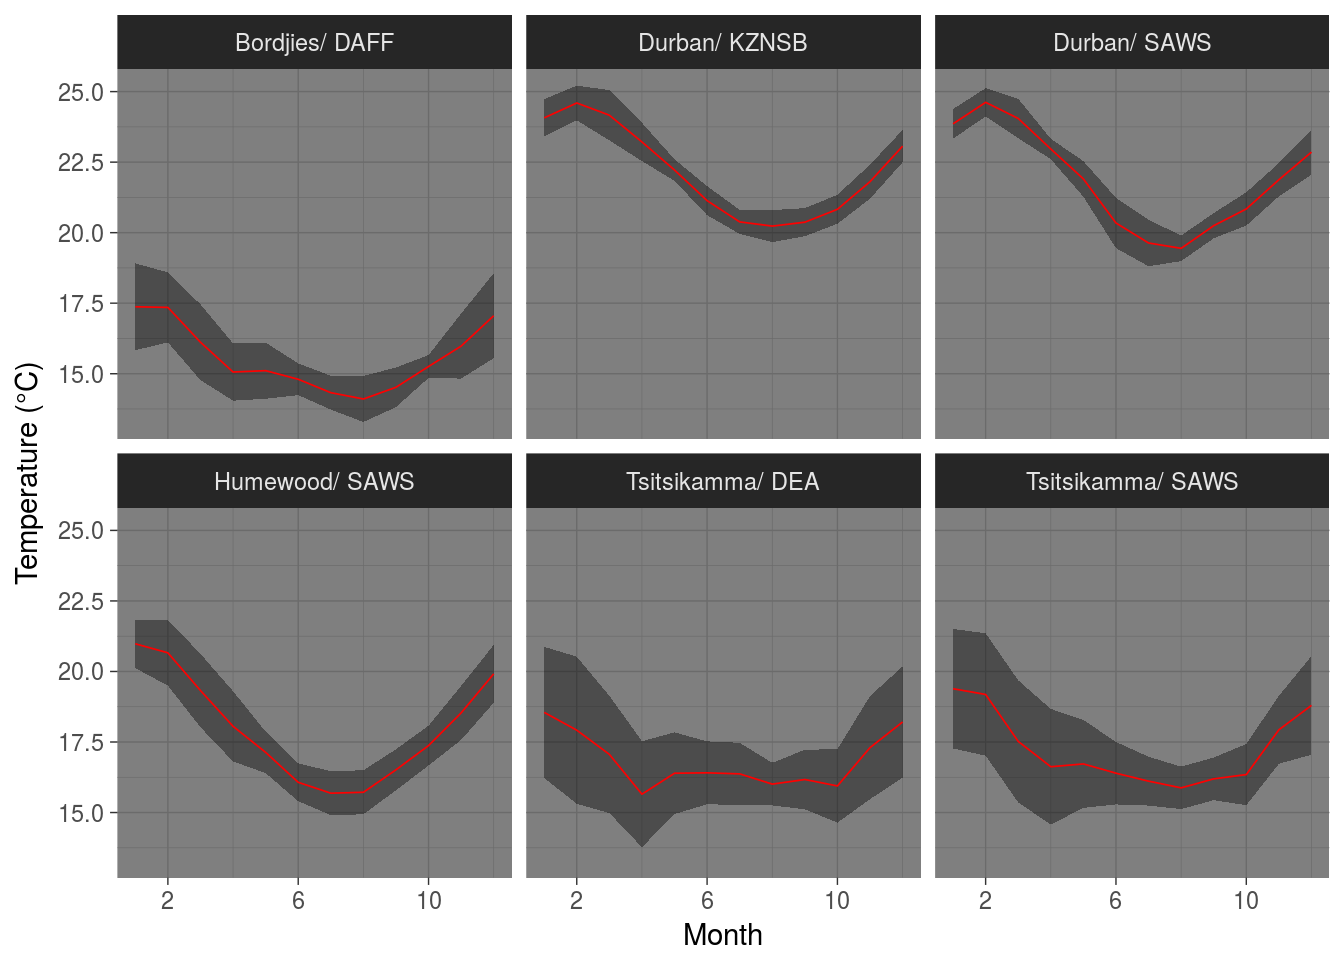 Bordjies/ DAFF
Durban/ KZNSB
Durban/ SAWS
25.0
22.5
20.0
17.5
15.0
Humewood/ SAWS
Tsitsikamma/ DEA
Tsitsikamma/ SAWS
25.0
22.5
20.0
17.5
15.0
2 6 10
2 6 10
2 6 10
Month
Temperature (°C)